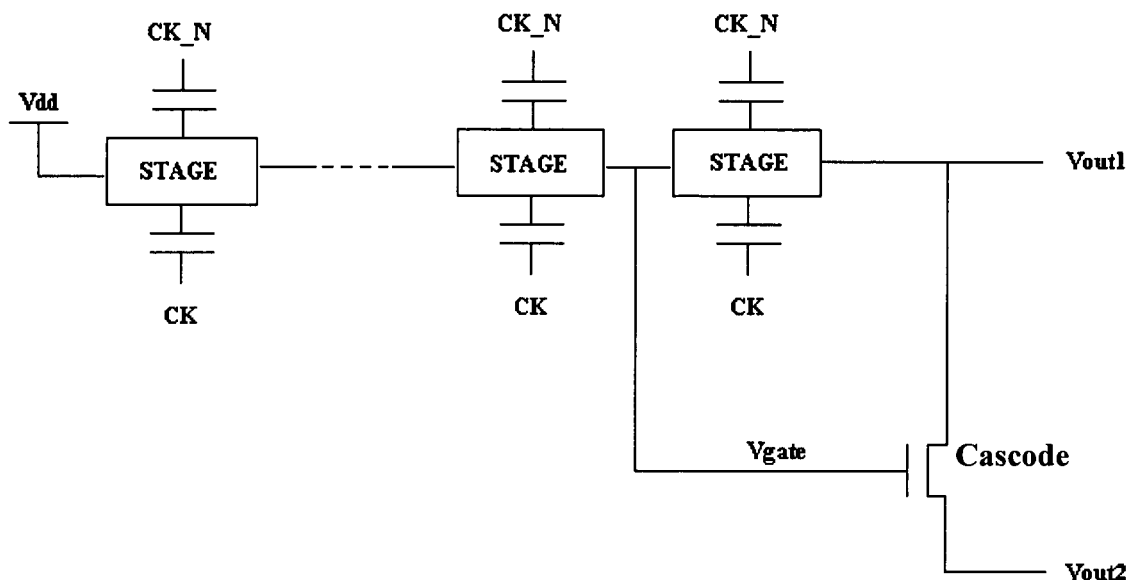 CK_N
CK_N
CK_N
Vdd
STAGE
STAGE
STAGE
Vout1
CK
CK
CK
Vgate
Cascode
Vout2